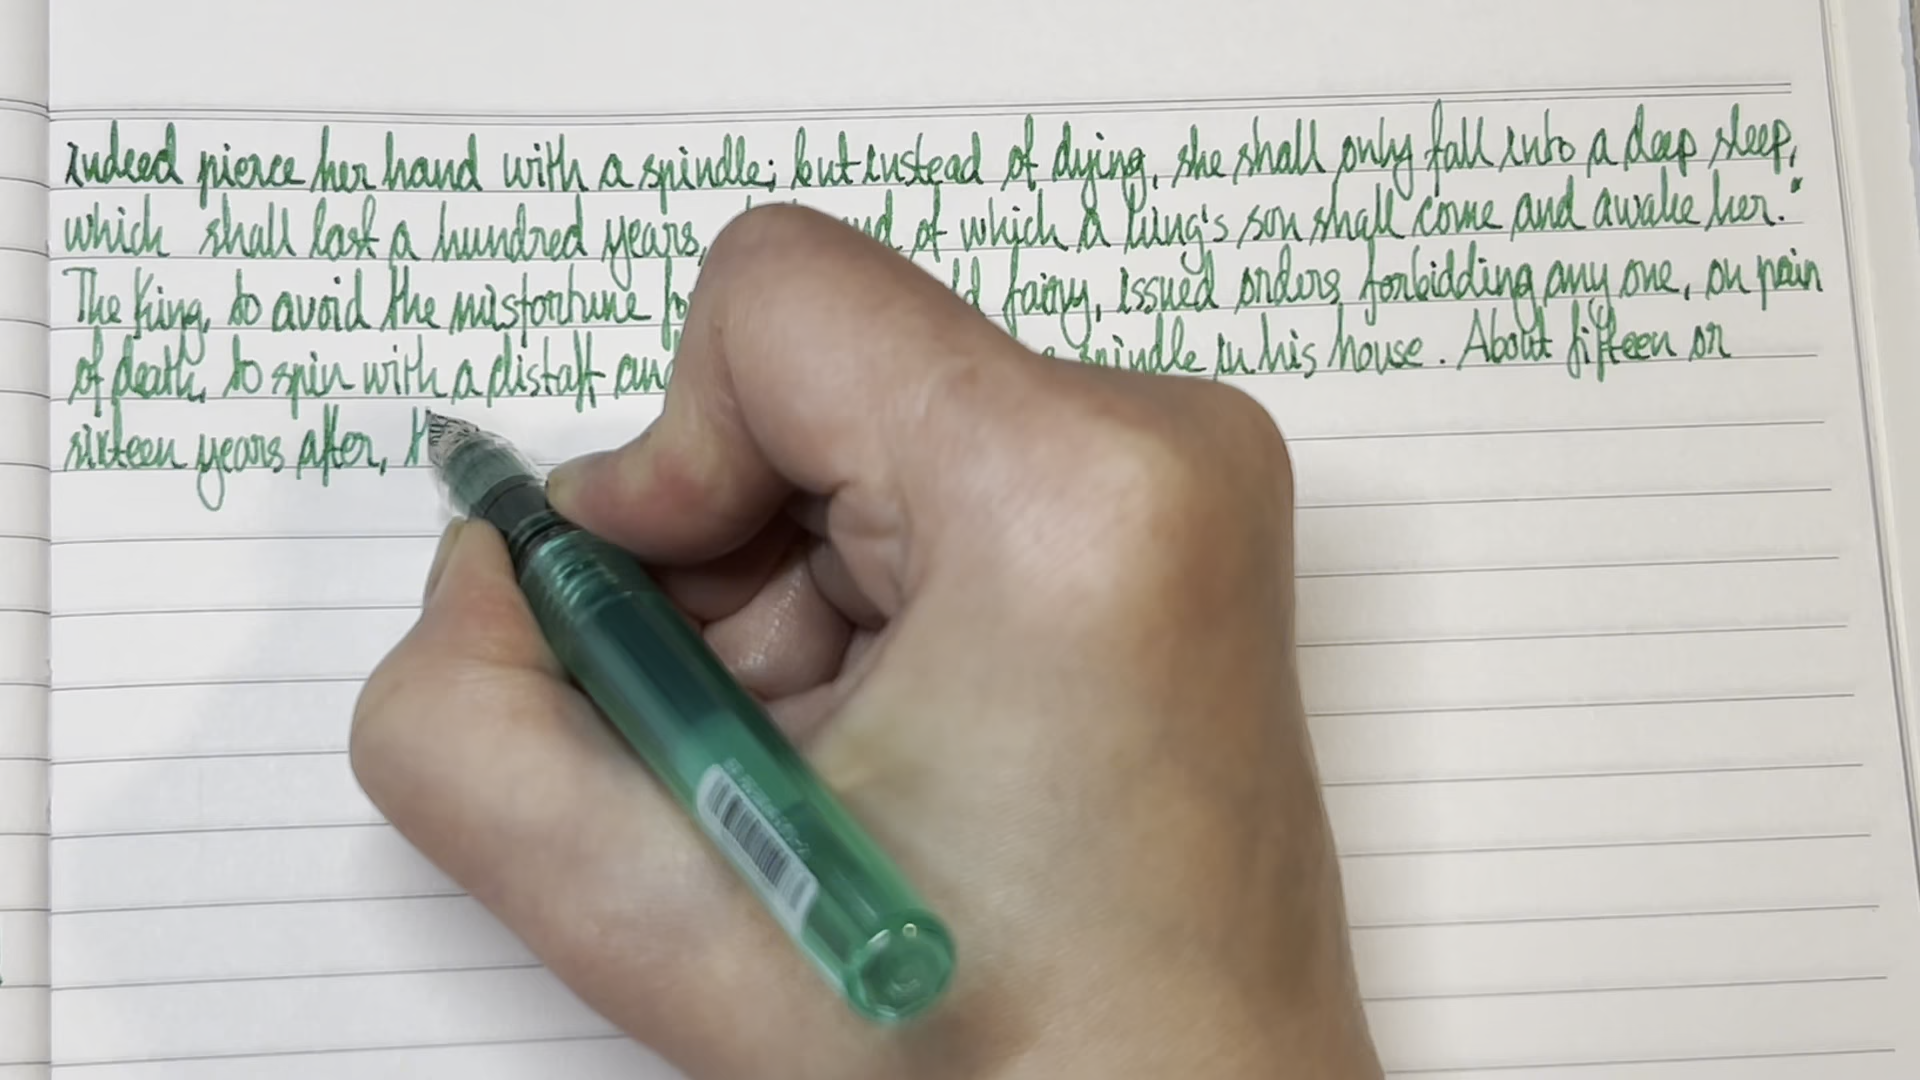 indeed pierce her hand with a spindle; but instead of dying, she shall only fall into a deep sleep,
which shall last a hundred years, of which a king's son shall come and awake her."
The King, to avoid the misfortune fairy, issued orders forbidding any one, on pain
of death, to spin with a distaff and spindle in his house. About fifteen or
sixteen years after,